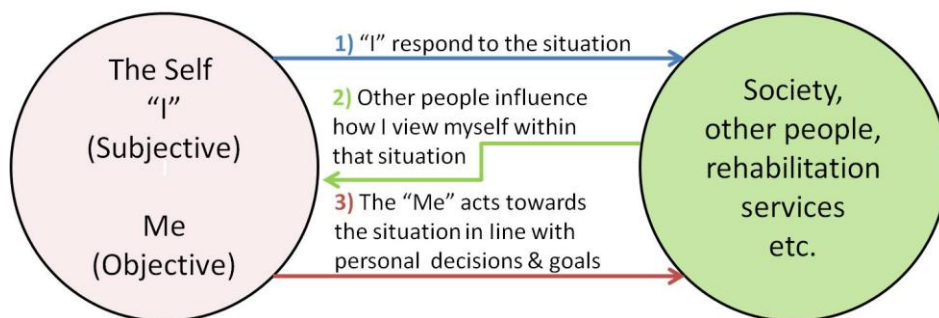 The Self
“I”
(Subjective)
Me
(Objective)
1) “I” respond to the situation
2) Other people influence
how I view myself within
that situation
3) The “Me” acts towards
the situation in line with
personal decisions & goals
Society,
other people,
rehabilitation
services
etc.